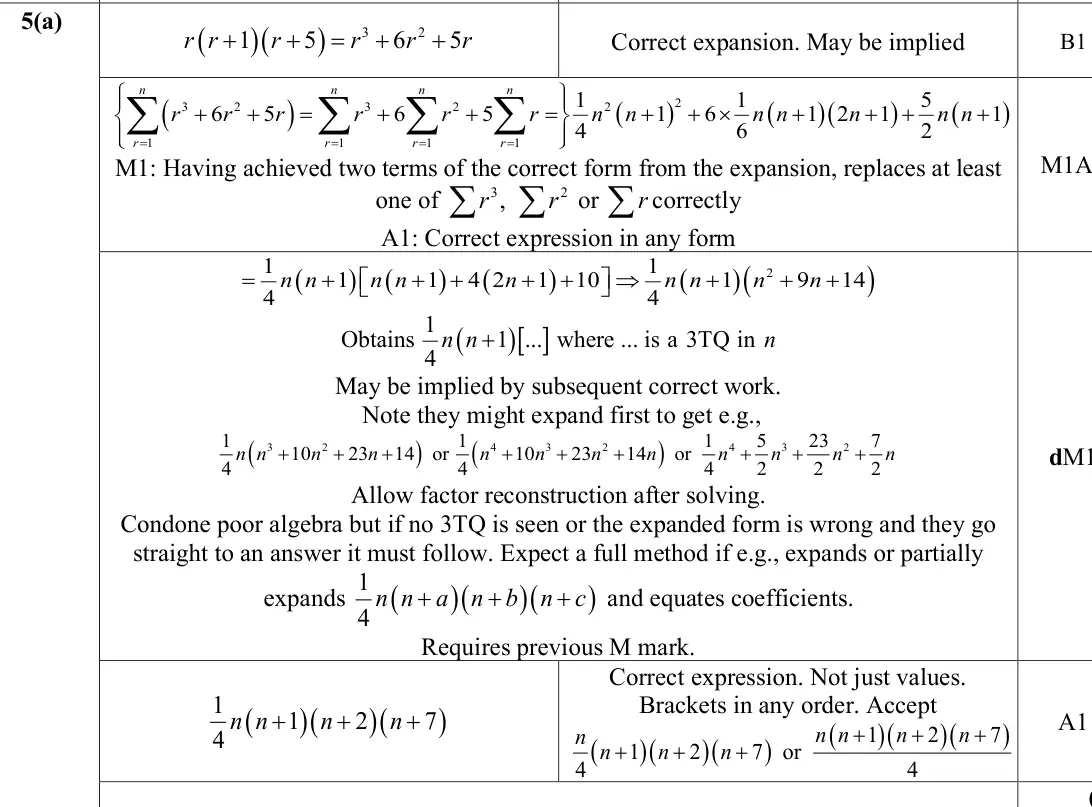 5(a)
r(r+1)(r+5) = r³ + 6r² + 5r
Correct expansion. May be implied
B1
{∑_{r=1}^{n}(r³ + 6r² + 5r) = ∑_{r=1}^{n} r³ + 6∑_{r=1}^{n} r² + 5∑_{r=1}^{n} r =} 1/4 n²(n+1)² + 6 × 1/6 n(n+1)(2n+1) + 5/2 n(n+1)
M1: Having achieved two terms of the correct form from the expansion, replaces at least
one of ∑r³, ∑r² or ∑r correctly
A1: Correct expression in any form
M1A
= 1/4 n(n+1)[n(n+1) + 4(2n+1) + 10] ⇒ 1/4 n(n+1)(n² + 9n + 14)
Obtains 1/4 n(n+1)[...] where ... is a 3TQ in n
May be implied by subsequent correct work.
Note they might expand first to get e.g.,
1/4 n(n³ + 10n² + 23n + 14) or 1/4 (n⁴ + 10n³ + 23n² + 14n) or 1/4 n⁴ + 5/2 n³ + 23/2 n² + 7/2 n
Allow factor reconstruction after solving.
Condone poor algebra but if no 3TQ is seen or the expanded form is wrong and they go
straight to an answer it must follow. Expect a full method if e.g., expands or partially
expands 1/4 n(n+a)(n+b)(n+c) and equates coefficients.
Requires previous M mark.
dM1
1/4 n(n+1)(n+2)(n+7)
Correct expression. Not just values.
Brackets in any order. Accept
n/4 (n+1)(n+2)(n+7) or n(n+1)(n+2)(n+7)/4
A1